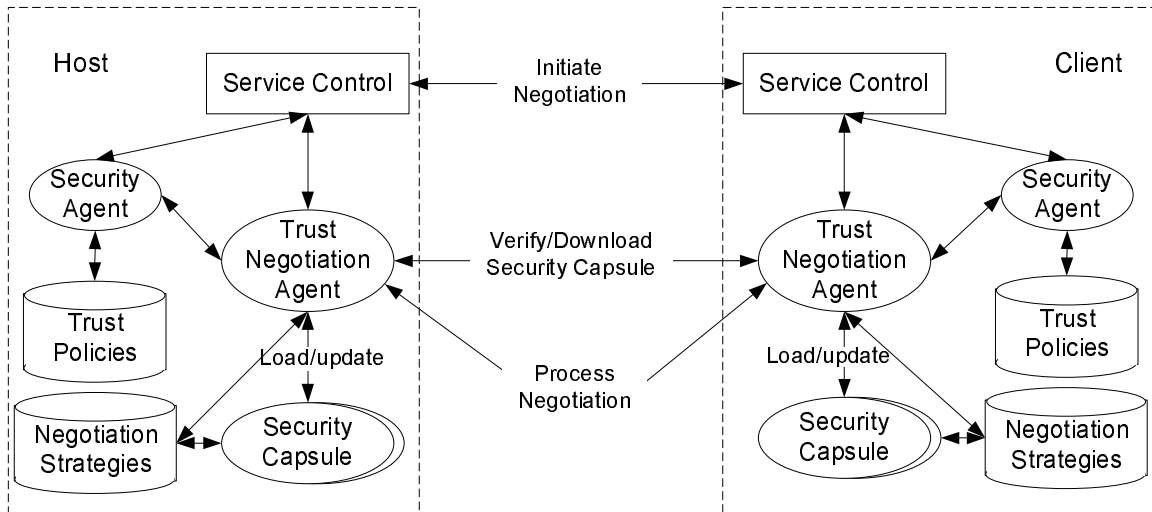 Host
Service Control
Initiate
Negotiation
Service Control
Client
Security
Agent
Security
Agent
Trust
Negotiation
Agent
Verify/Download
Security Capsule
Trust
Negotiation
Agent
Trust
Policies
Trust
Policies
Load/update
Load/update
Process
Negotiation
Negotiation
Strategies
Security
Capsule
Security
Capsule
Negotiation
Strategies